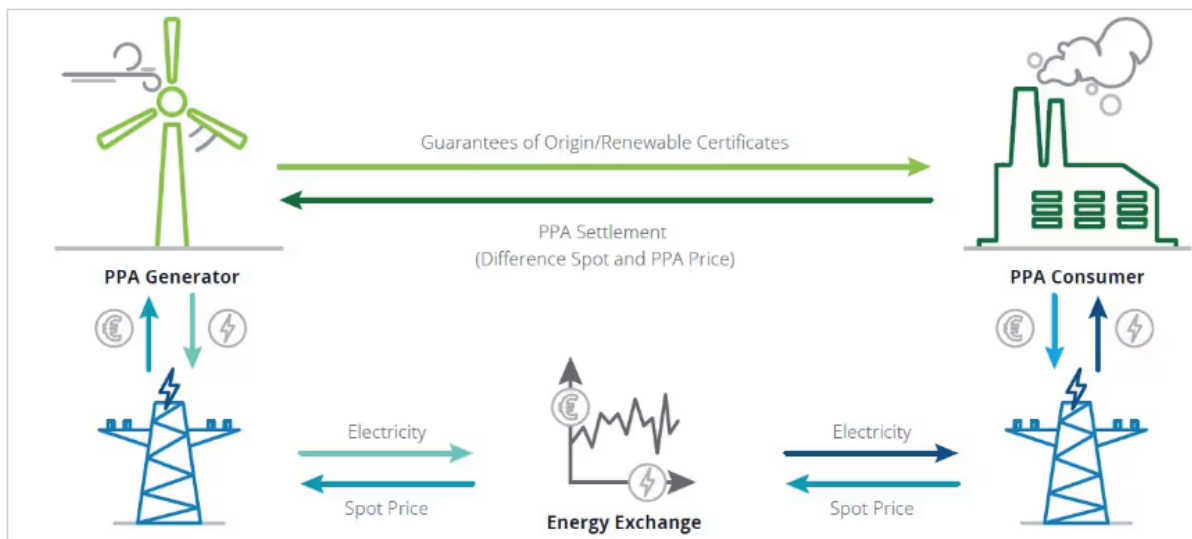 Guarantees of Origin/Renewable Certificates
PPA Settlement
(Difference Spot and PPA Price)
PPA Generator
PPA Consumer
€
€
€
Electricity
Electricity
Spot Price
Spot Price
Energy Exchange